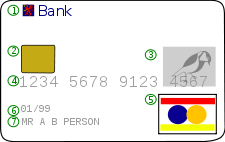 ① Bank
②
③
④ 1234 5678 9123 4567
⑤
⑥ 01/99
⑦ MR A B PERSON